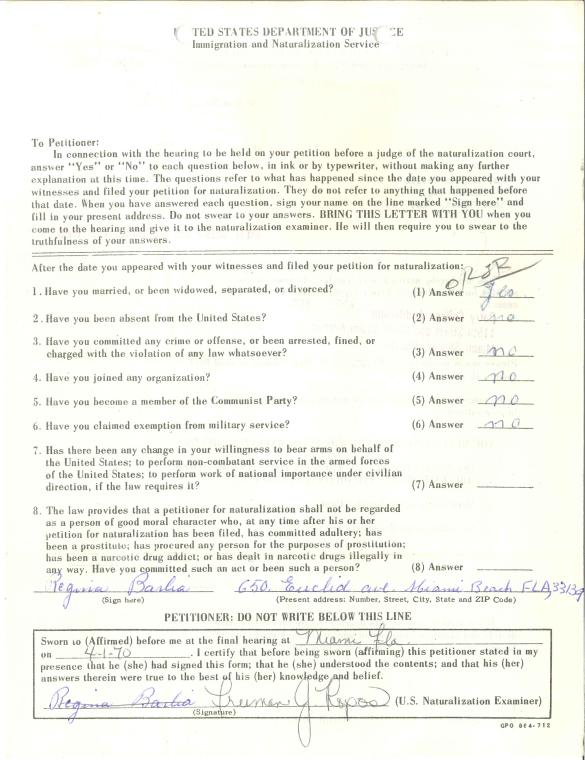 TED STATES DEPARTMENT OF JUS CE
Immigration and Naturalization Service
To Petitioner:
In connection with the hearing to be held on your petition before a judge of the naturalization court,
answer "Yes" or "No" to each question below, in ink or by typewriter, without making any further
explanation at this time. The questions refer to what has happened since the date you appeared with your
witnesses and filed your petition for naturalization. They do not refer to anything that happened before
that date. When you have answered each question, sign your name on the line marked "Sign here" and
fill in your present address. Do not swear to your answers. BRING THIS LETTER WITH YOU when you
come to the hearing and give it to the naturalization examiner. He will then require you to swear to the
truthfulness of your answers.
After the date you appeared with your witnesses and filed your petition for naturalization:
1. Have you married, or been widowed, separated, or divorced? (1) Answer yes
2. Have you been absent from the United States? (2) Answer no
3. Have you committed any crime or offense, or been arrested, fined, or
charged with the violation of any law whatsoever? (3) Answer no
4. Have you joined any organization? (4) Answer no
5. Have you become a member of the Communist Party? (5) Answer no
6. Have you claimed exemption from military service? (6) Answer no
7. Has there been any change in your willingness to bear arms on behalf of
the United States; to perform non-combatant service in the armed forces
of the United States; to perform work of national importance under civilian
direction, if the law requires it? (7) Answer
8. The law provides that a petitioner for naturalization shall not be regarded
as a person of good moral character who, at any time after his or her
petition for naturalization has been filed, has committed adultery; has
been a prostitute; has procured any person for the purposes of prostitution;
has been a narcotic drug addict; or has dealt in narcotic drugs illegally in
any way. Have you committed such an act or been such a person? (8) Answer
Regina Barlia 650 Euclid ave. Miami Beach FLA, 33139
(Sign here) (Present address: Number, Street, City, State and ZIP Code)
PETITIONER: DO NOT WRITE BELOW THIS LINE
Sworn to (Affirmed) before me at the final hearing at Miami Fla
on 4-1-70 . I certify that before being sworn (affirming) this petitioner stated in my
presence that he (she) had signed this form; that he (she) understood the contents; and that his (her)
answers therein were true to the best of his (her) knowledge and belief.
Regina Barlia Freeman J. (U.S. Naturalization Examiner)
(Signature)
GPO 864-712